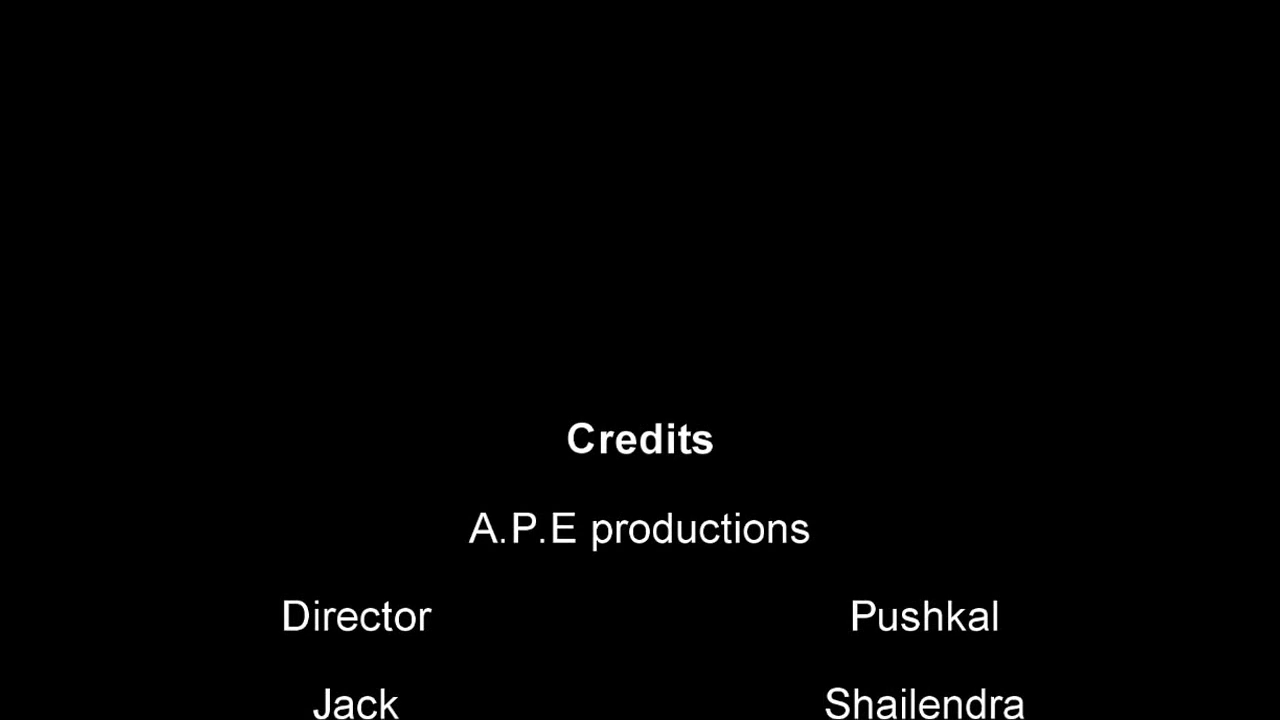 Credits
A.P.E productions
Director Pushkal
Jack Shailendra